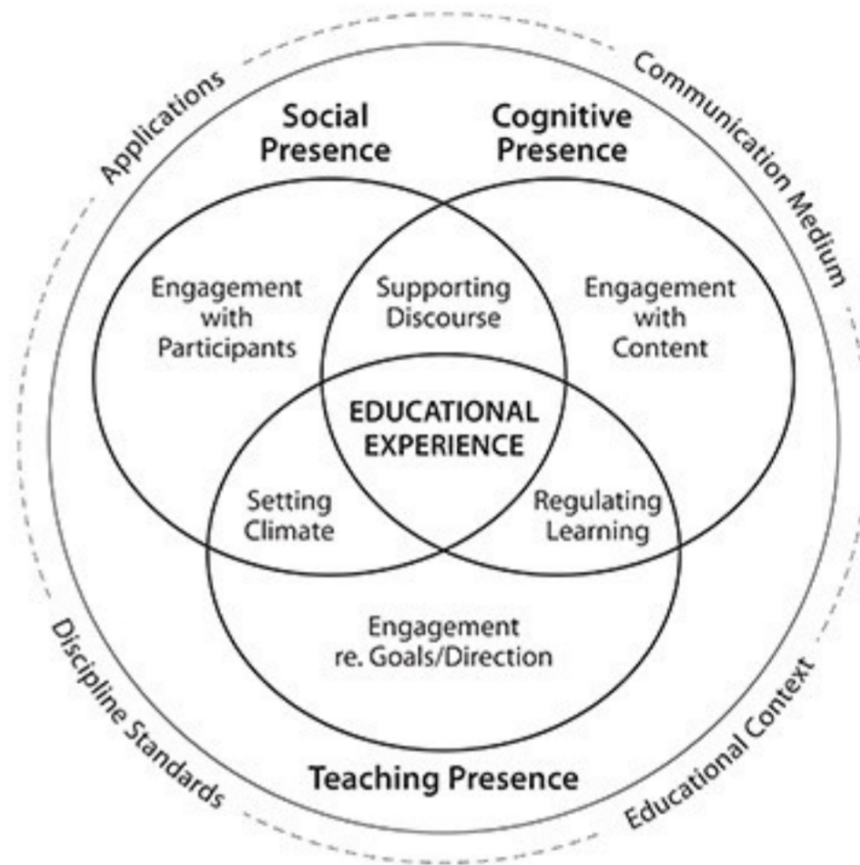 Applications
Communication Medium
Social
Presence
Cognitive
Presence
Engagement
with
Participants
Supporting
Discourse
Engagement
with
Content
EDUCATIONAL
EXPERIENCE
Setting
Climate
Regulating
Learning
Engagement
re. Goals/Direction
Teaching Presence
Discipline Standards
Educational Context